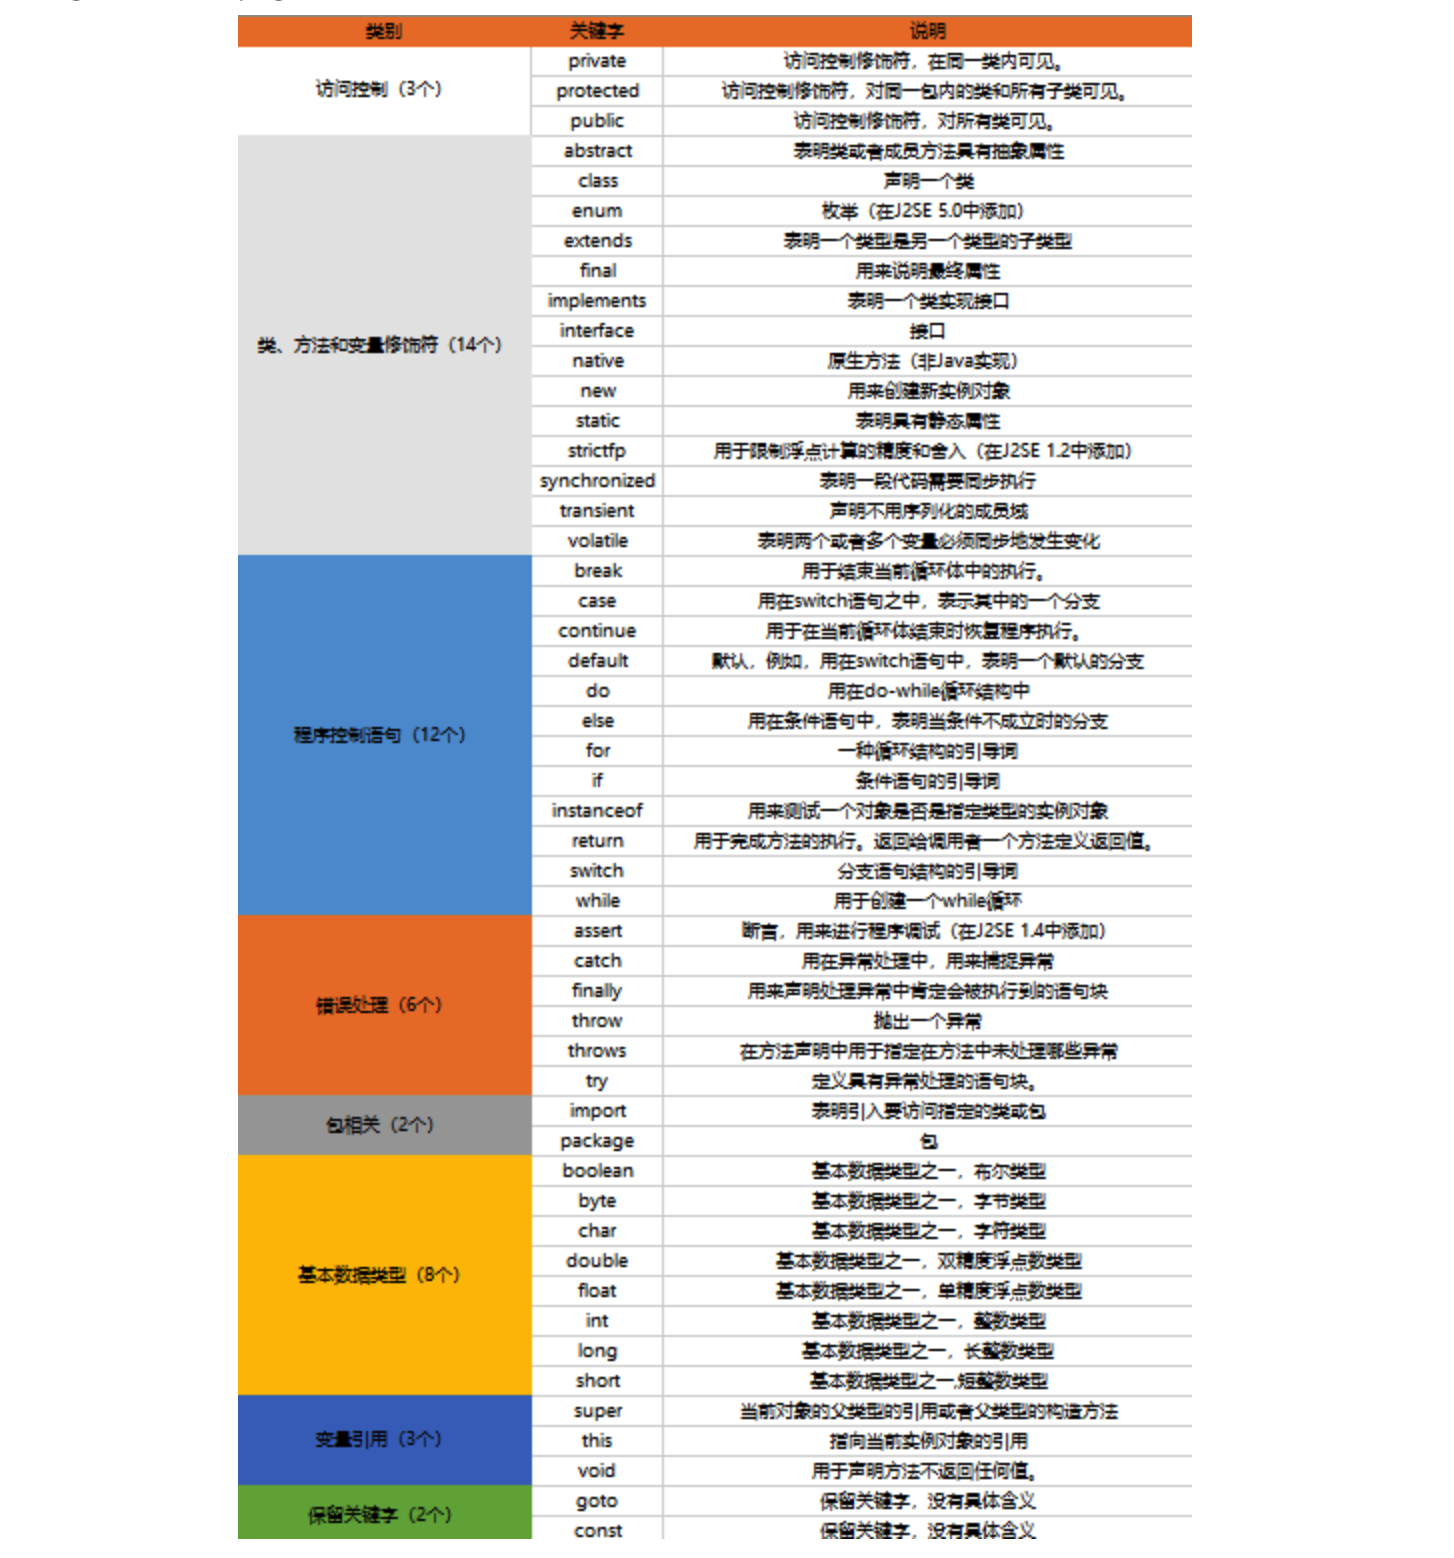 类别 关键字 说明
访问控制（3个）
private 访问控制修饰符，在同一类内可见。
protected 访问控制修饰符，对同一包内的类和所有子类可见。
public 访问控制修饰符，对所有类可见。
类、方法和变量修饰符（14个）
abstract 表明类或者成员方法具有抽象属性
class 声明一个类
enum 枚举（在J2SE 5.0中添加）
extends 表明一个类型是另一个类型的子类型
final 用来说明最终属性
implements 表明一个类实现接口
interface 接口
native 原生方法（非Java实现）
new 用来创建新实例对象
static 表明具有静态属性
strictfp 用于限制浮点计算的精度和舍入（在J2SE 1.2中添加）
synchronized 表明一段代码需要同步执行
transient 声明不用序列化的成员域
volatile 表明两个或者多个变量必须同步地发生变化
程序控制语句（12个）
break 用于结束当前循环体中的执行。
case 用在switch语句之中，表示其中的一个分支
continue 用于在当前循环体结束时恢复程序执行。
default 默认，例如，用在switch语句中，表明一个默认的分支
do 用在do-while循环结构中
else 用在条件语句中，表明当条件不成立时的分支
for 一种循环结构的引导词
if 条件语句的引导词
instanceof 用来测试一个对象是否是指定类型的实例对象
return 用于完成方法的执行。返回给调用者一个方法定义返回值。
switch 分支语句结构的引导词
while 用于创建一个while循环
错误处理（6个）
assert 断言，用来进行程序调试（在J2SE 1.4中添加）
catch 用在异常处理中，用来捕捉异常
finally 用来声明处理异常中肯定会被执行到的语句块
throw 抛出一个异常
throws 在方法声明中用于指定在方法中未处理哪些异常
try 定义具有异常处理的语句块。
包相关（2个）
import 表明引入要访问指定的类或包
package 包
基本数据类型（8个）
boolean 基本数据类型之一，布尔类型
byte 基本数据类型之一，字节类型
char 基本数据类型之一，字符类型
double 基本数据类型之一，双精度浮点数类型
float 基本数据类型之一，单精度浮点数类型
int 基本数据类型之一，整数类型
long 基本数据类型之一，长整数类型
short 基本数据类型之一,短整数类型
变量引用（3个）
super 当前对象的父类型的引用或者父类型的构造方法
this 指向当前实例对象的引用
void 用于声明方法不返回任何值。
保留关键字（2个）
goto 保留关键字，没有具体含义
const 保留关键字，没有具体含义